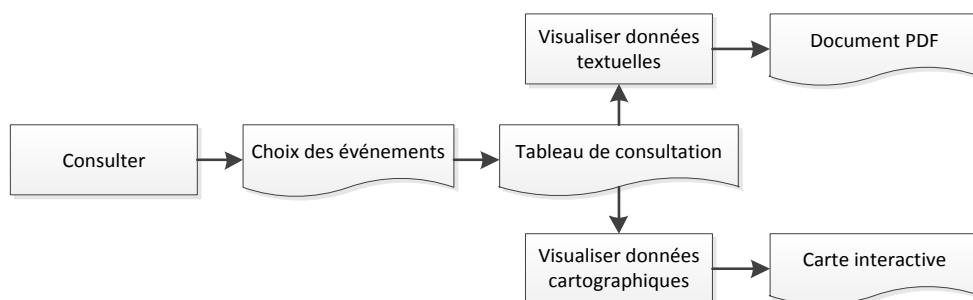 Visualiser données
textuelles
Document PDF
Consulter
Choix des événements
Tableau de consultation
Visualiser données
cartographiques
Carte interactive